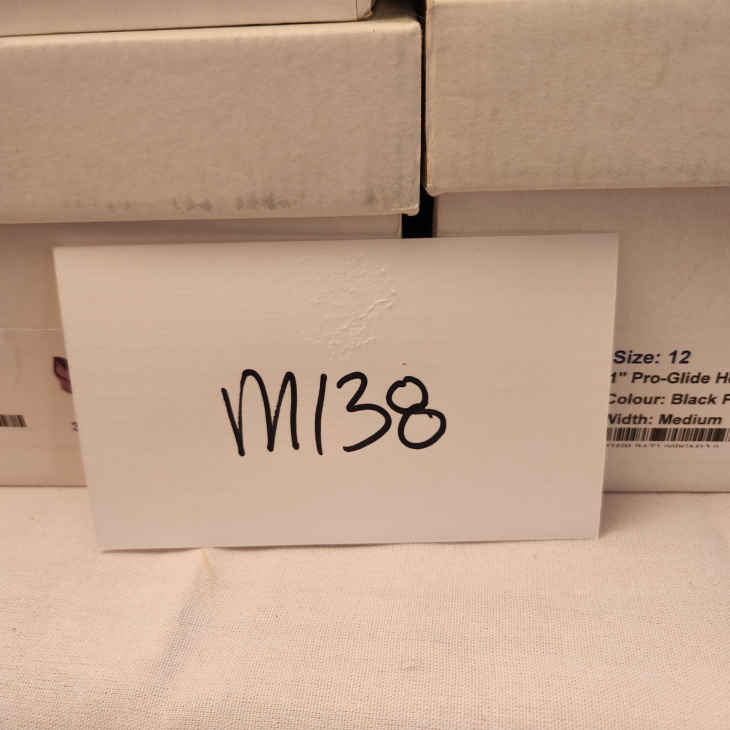 M138
Size: 12
1" Pro-Glide
Colour: Black
Width: Medium